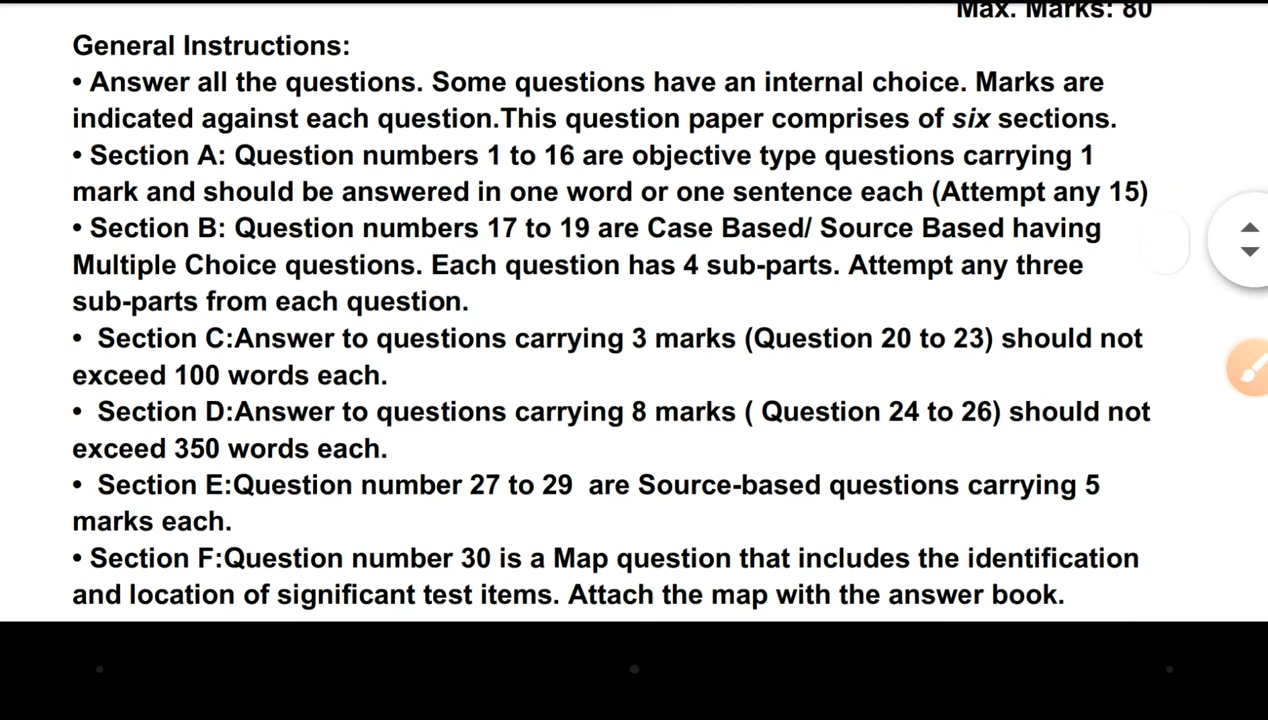 Max. Marks: 80
General Instructions:
• Answer all the questions. Some questions have an internal choice. Marks are
indicated against each question.This question paper comprises of six sections.
• Section A: Question numbers 1 to 16 are objective type questions carrying 1
mark and should be answered in one word or one sentence each (Attempt any 15)
• Section B: Question numbers 17 to 19 are Case Based/ Source Based having
Multiple Choice questions. Each question has 4 sub-parts. Attempt any three
sub-parts from each question.
• Section C:Answer to questions carrying 3 marks (Question 20 to 23) should not
exceed 100 words each.
• Section D:Answer to questions carrying 8 marks ( Question 24 to 26) should not
exceed 350 words each.
• Section E:Question number 27 to 29 are Source-based questions carrying 5
marks each.
• Section F:Question number 30 is a Map question that includes the identification
and location of significant test items. Attach the map with the answer book.